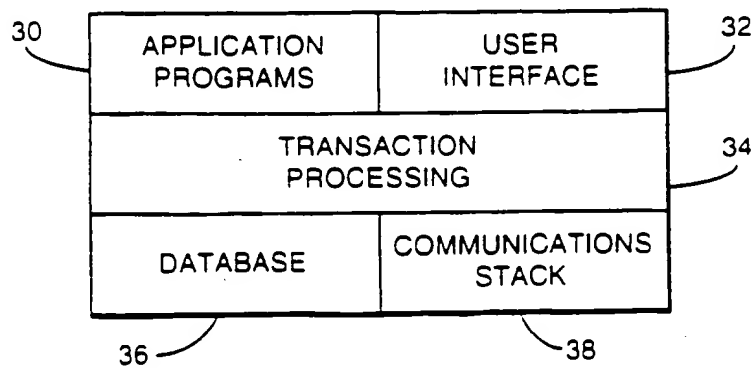 30
APPLICATION
PROGRAMS
USER
INTERFACE
32
TRANSACTION
PROCESSING
34
DATABASE
COMMUNICATIONS
STACK
36
38